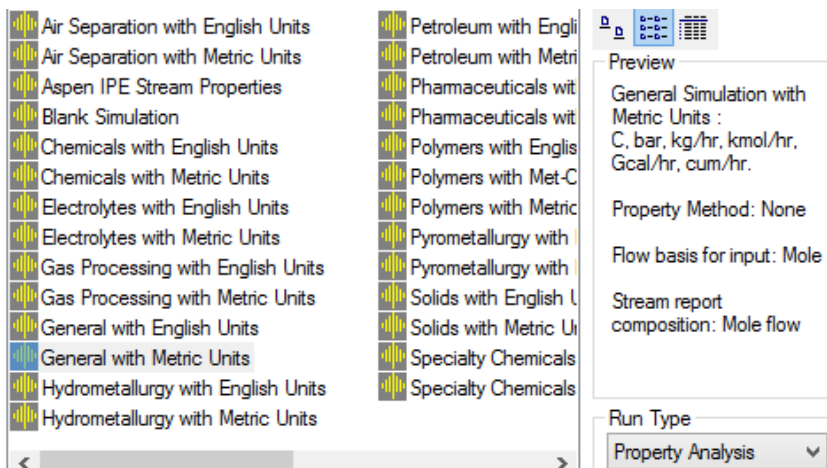 Air Separation with English Units
Air Separation with Metric Units
Aspen IPE Stream Properties
Blank Simulation
Chemicals with English Units
Chemicals with Metric Units
Electrolytes with English Units
Electrolytes with Metric Units
Gas Processing with English Units
Gas Processing with Metric Units
General with English Units
General with Metric Units
Hydrometallurgy with English Units
Hydrometallurgy with Metric Units
Petroleum with Engli
Petroleum with Metri
Pharmaceuticals wit
Pharmaceuticals wit
Polymers with Englis
Polymers with Met-C
Polymers with Metric
Pyrometallurgy with
Pyrometallurgy with
Solids with English
Solids with Metric
Specialty Chemicals
Specialty Chemicals
Preview
General Simulation with
Metric Units :
C, bar, kg/hr, kmol/hr,
Gcal/hr, cum/hr.
Property Method: None
Flow basis for input: Mole
Stream report
composition: Mole flow
Run Type
Property Analysis